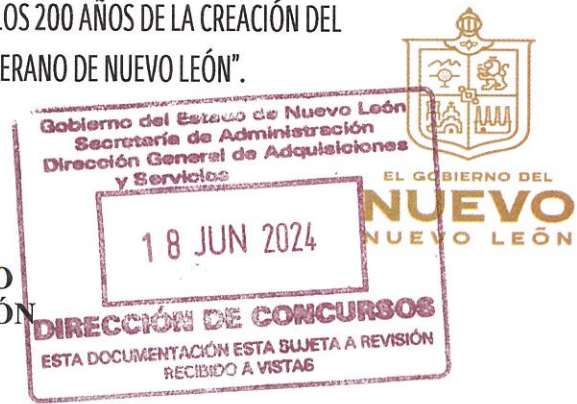 LOS 200 AÑOS DE LA CREACIÓN DEL
ERANO DE NUEVO LEÓN".
Gobierno del Estado de Nuevo León
Secretaría de Administración
Dirección General de Adquisiciones
y Servicios
18 JUN 2024
EL GOBIERNO DEL
NUEVO
NUEVO LEÓN
O
ÓN
DIRECCIÓN DE CONCURSOS
ESTA DOCUMENTACIÓN ESTA SUJETA A REVISIÓN
RECIBIDO A VISTAS